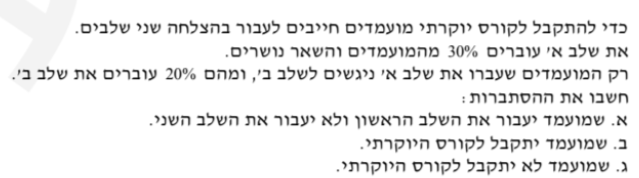 כדי להתקבל לקורס יוקרתי מועמדים חייבים לעבור בהצלחה שני שלבים.
את שלב א' עוברים 30% מהמועמדים והשאר נושרים.
רק המועמדים שעברו את שלב א' ניגשים לשלב ב', ומהם 20% עוברים את שלב ב'.
חשבו את ההסתברות:
א. שמועמד יעבור את השלב הראשון ולא יעבור את השלב השני.
ב. שמועמד יתקבל לקורס היוקרתי.
ג. שמועמד לא יתקבל לקורס היוקרתי.